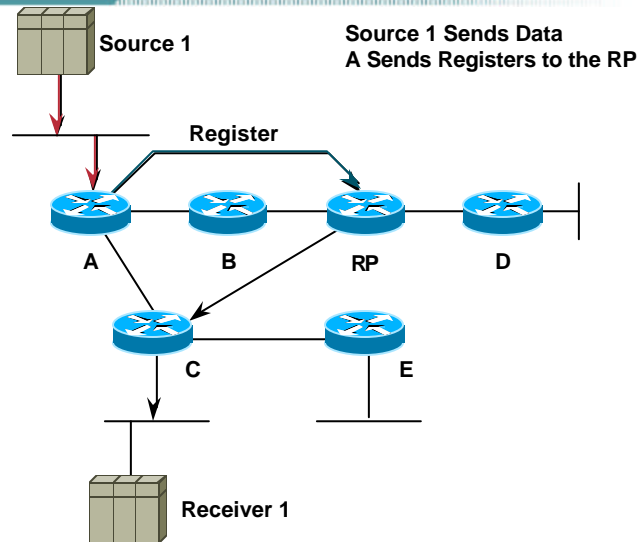 Source 1
Source 1 Sends Data
A Sends Registers to the RP
Register
A
B
RP
D
C
E
Receiver 1